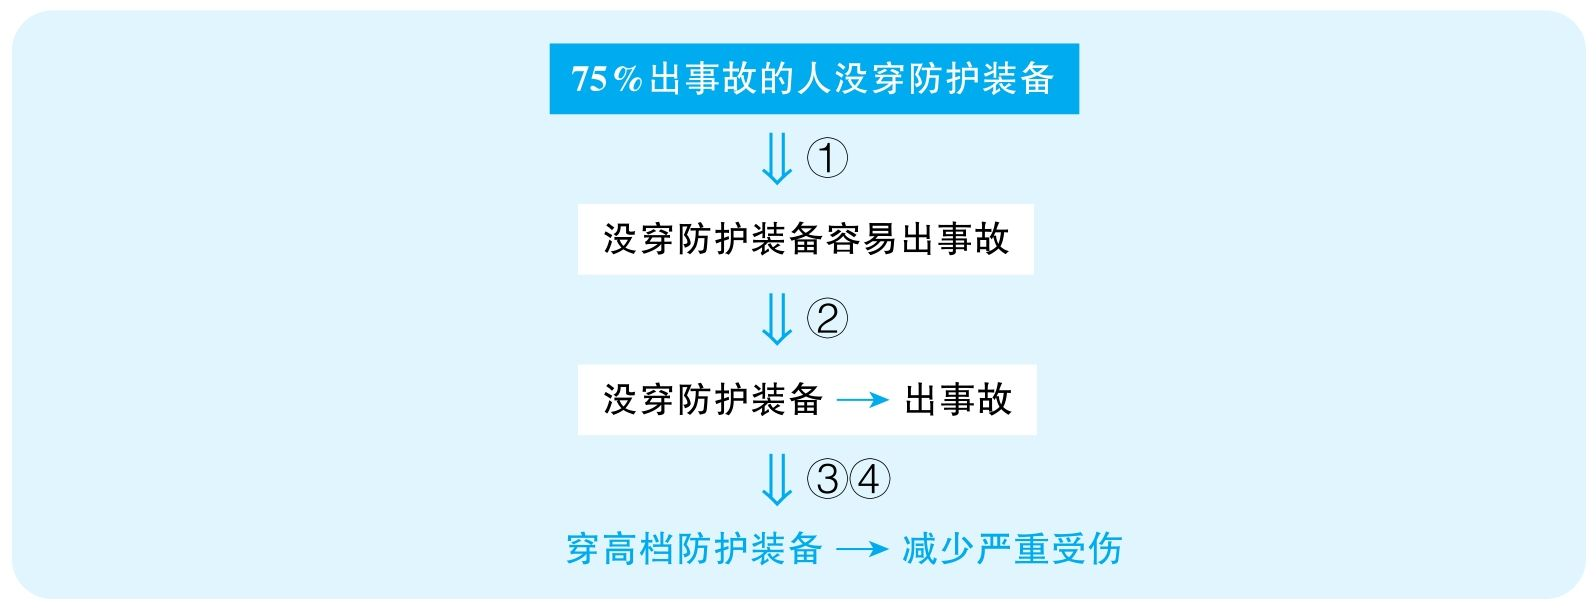 75%出事故的人没穿防护装备
⇓ ①
没穿防护装备容易出事故
⇓ ②
没穿防护装备 → 出事故
⇓ ③④
穿高档防护装备 → 减少严重受伤